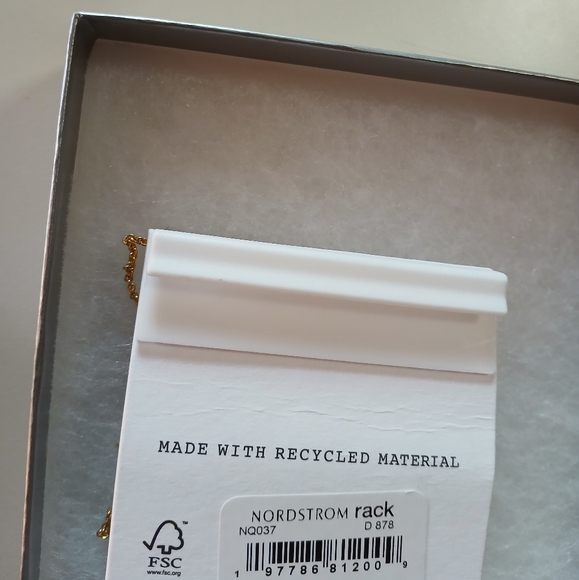 MADE WITH RECYCLED MATERIAL
NORDSTROM rack
NQ037 D 878
1 97786 81200 9
FSC
www.fsc.org